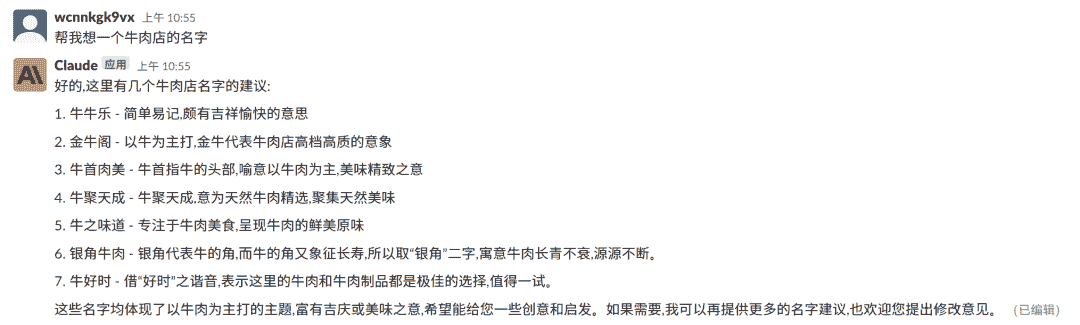 wcnnkgk9vx 上午 10:55
帮我想一个牛肉店的名字
Claude 应用 上午 10:55
好的,这里有几个牛肉店名字的建议:
1. 牛牛乐 - 简单易记,颇有吉祥愉快的意思
2. 金牛阁 - 以牛为主打,金牛代表牛肉店高档高质的意象
3. 牛首肉美 - 牛首指牛的头部,喻意以牛肉为主,美味精致之意
4. 牛聚天成 - 牛聚天成,意为天然牛肉精选,聚集天然美味
5. 牛之味道 - 专注于牛肉美食,呈现牛肉的鲜美原味
6. 银角牛肉 - 银角代表牛的角,而牛的角又象征长寿,所以取“银角”二字,寓意牛肉长青不衰,源源不断。
7. 牛好时 - 借“好时”之谐音,表示这里的牛肉和牛肉制品都是极佳的选择,值得一试。
这些名字均体现了以牛肉为主打的主题,富有吉庆或美味之意,希望能给您一些创意和启发。如果需要,我可以再提供更多的名字建议,也欢迎您提出修改意见。 (已编辑)